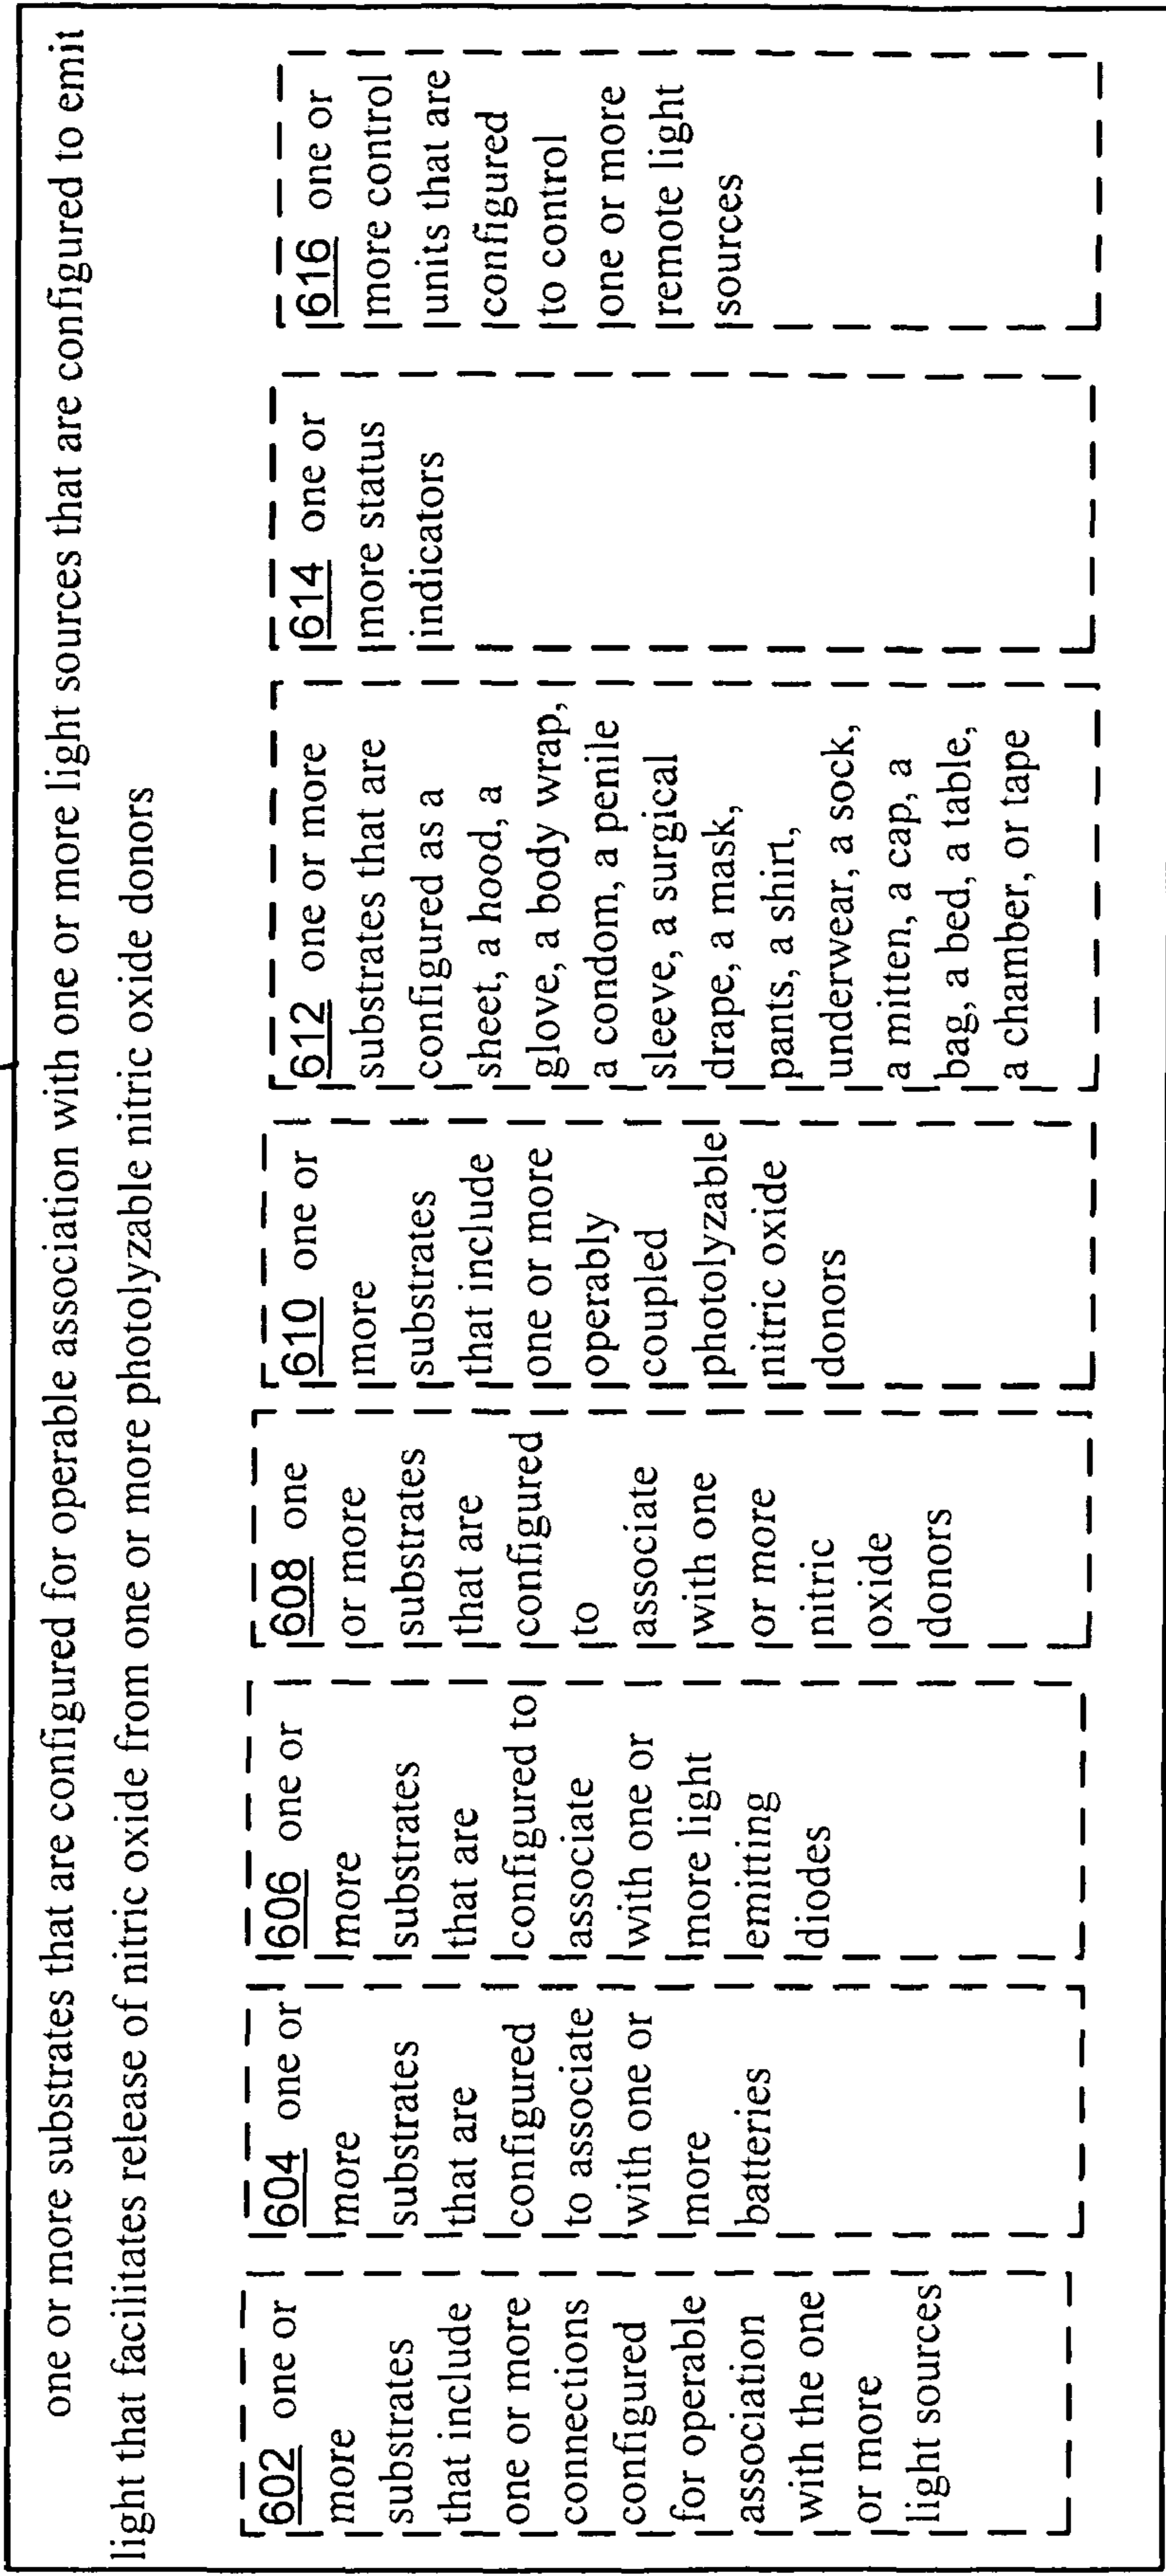 one or more substrates that are configured for operable association with one or more light sources that are configured to emit
light that facilitates release of nitric oxide from one or more photolyzable nitric oxide donors
602 one or
more
substrates
that include
one or more
connections
configured
for operable
association
with the one
or more
light sources
604 one or
more
substrates
that are
configured
to associate
with one or
more
batteries
606 one or
more
substrates
that are
configured to
associate
with one or
more light
emitting
diodes
608 one
or more
substrates
that are
configured
to
associate
with one
or more
nitric
oxide
donors
610 one or
more
substrates
that include
one or more
operably
coupled
photolyzable
nitric oxide
donors
612 one or more
substrates that are
configured as a
sheet, a hood, a
glove, a body wrap,
a condom, a penile
sleeve, a surgical
drape, a mask,
pants, a shirt,
underwear, a sock,
a mitten, a cap, a
bag, a bed, a table,
a chamber, or tape
614 one or
more status
indicators
616 one or
more control
units that are
configured
to control
one or more
remote light
sources